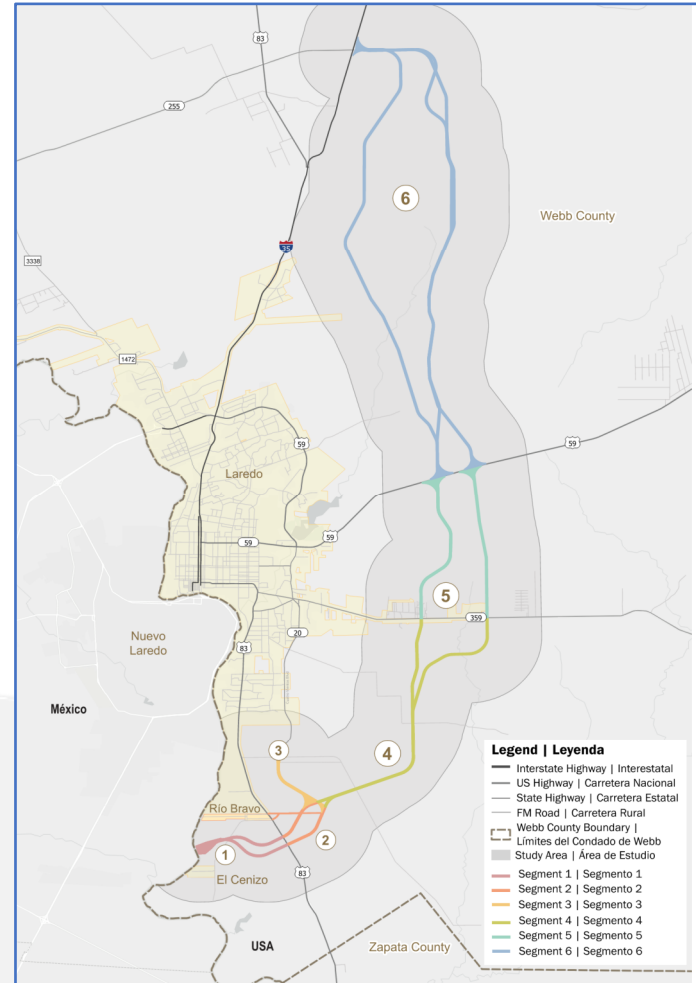 83
255
6
Webb County
35
3338
1472
59
Laredo
59
59
59
5
359
Nuevo
Laredo
20
83
México
3
4
Río Bravo
2
1
El Cenizo
83
USA
Zapata County
Legend | Leyenda
Interstate Highway | Interestatal
US Highway | Carretera Nacional
State Highway | Carretera Estatal
FM Road | Carretera Rural
Webb County Boundary |
Límites del Condado de Webb
Study Area | Área de Estudio
Segment 1 | Segmento 1
Segment 2 | Segmento 2
Segment 3 | Segmento 3
Segment 4 | Segmento 4
Segment 5 | Segmento 5
Segment 6 | Segmento 6